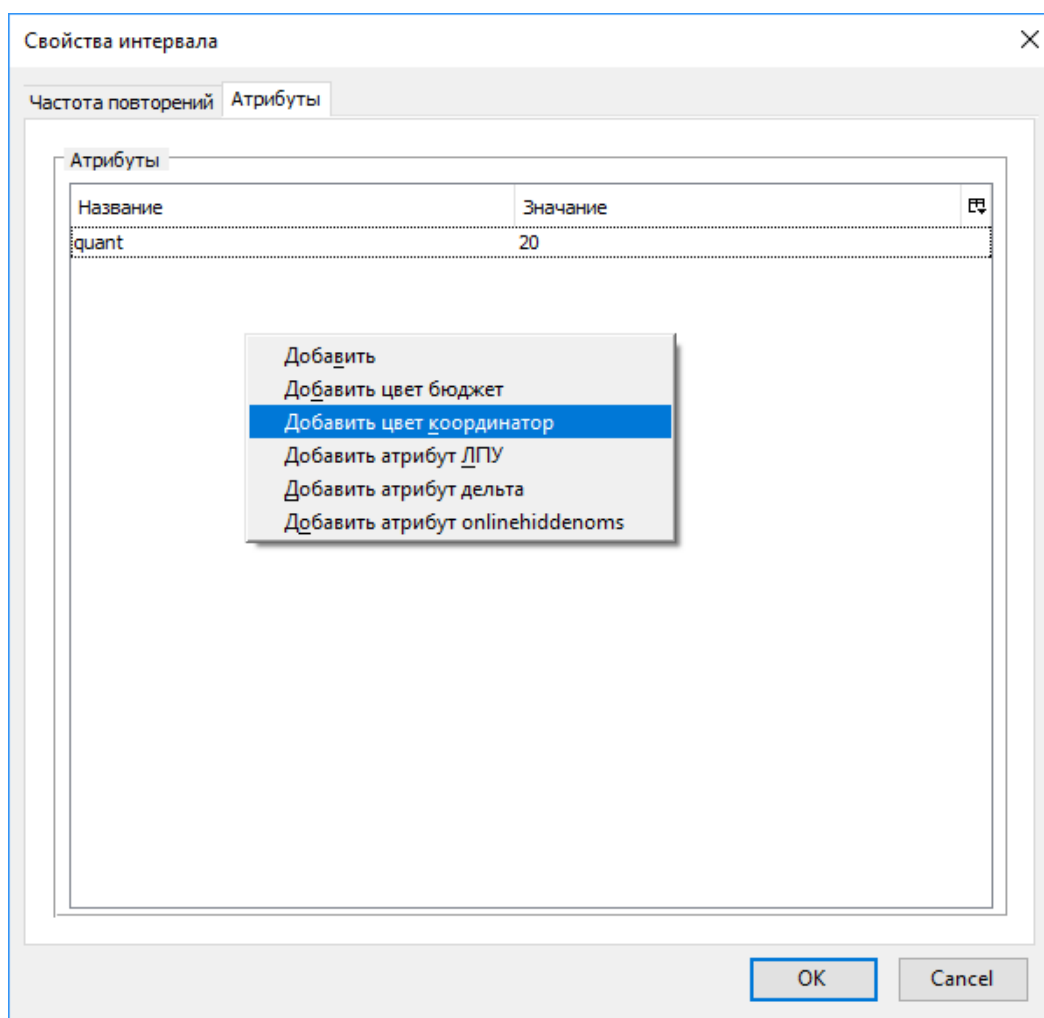 Свойства интервала
Частота повторений Атрибуты
Атрибуты
Название Значение
quant 20
Добавить
Добавить цвет бюджет
Добавить цвет координатор
Добавить атрибут ЛПУ
Добавить атрибут дельта
Добавить атрибут onlinehiddenoms
OK Cancel